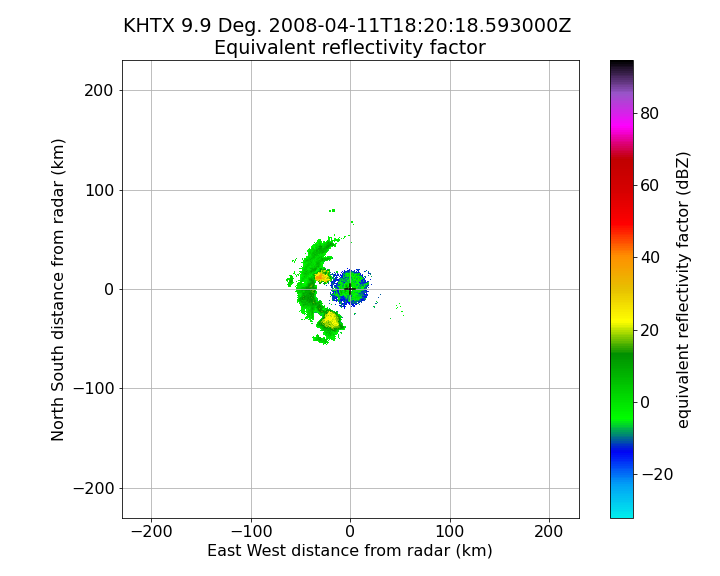 KHTX 9.9 Deg. 2008-04-11T18:20:18.593000Z
Equivalent reflectivity factor
North South distance from radar (km)
200
100
0
−100
−200
−200 −100 0 100 200
East West distance from radar (km)
80
60
40
20
0
−20
equivalent reflectivity factor (dBZ)